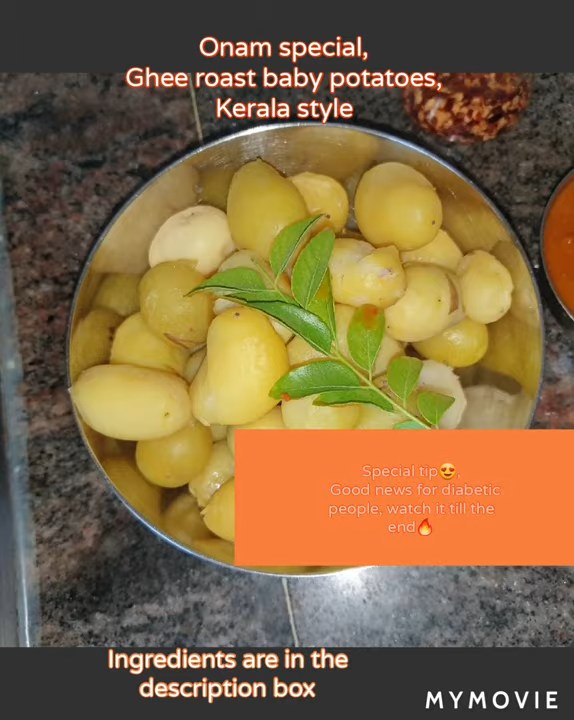 Onam special,
Ghee roast baby potatoes,
Kerala style
Special tip😍,
Good news for diabetic
people, watch it till the
end🔥
Ingredients are in the
description box
MYMOVIE